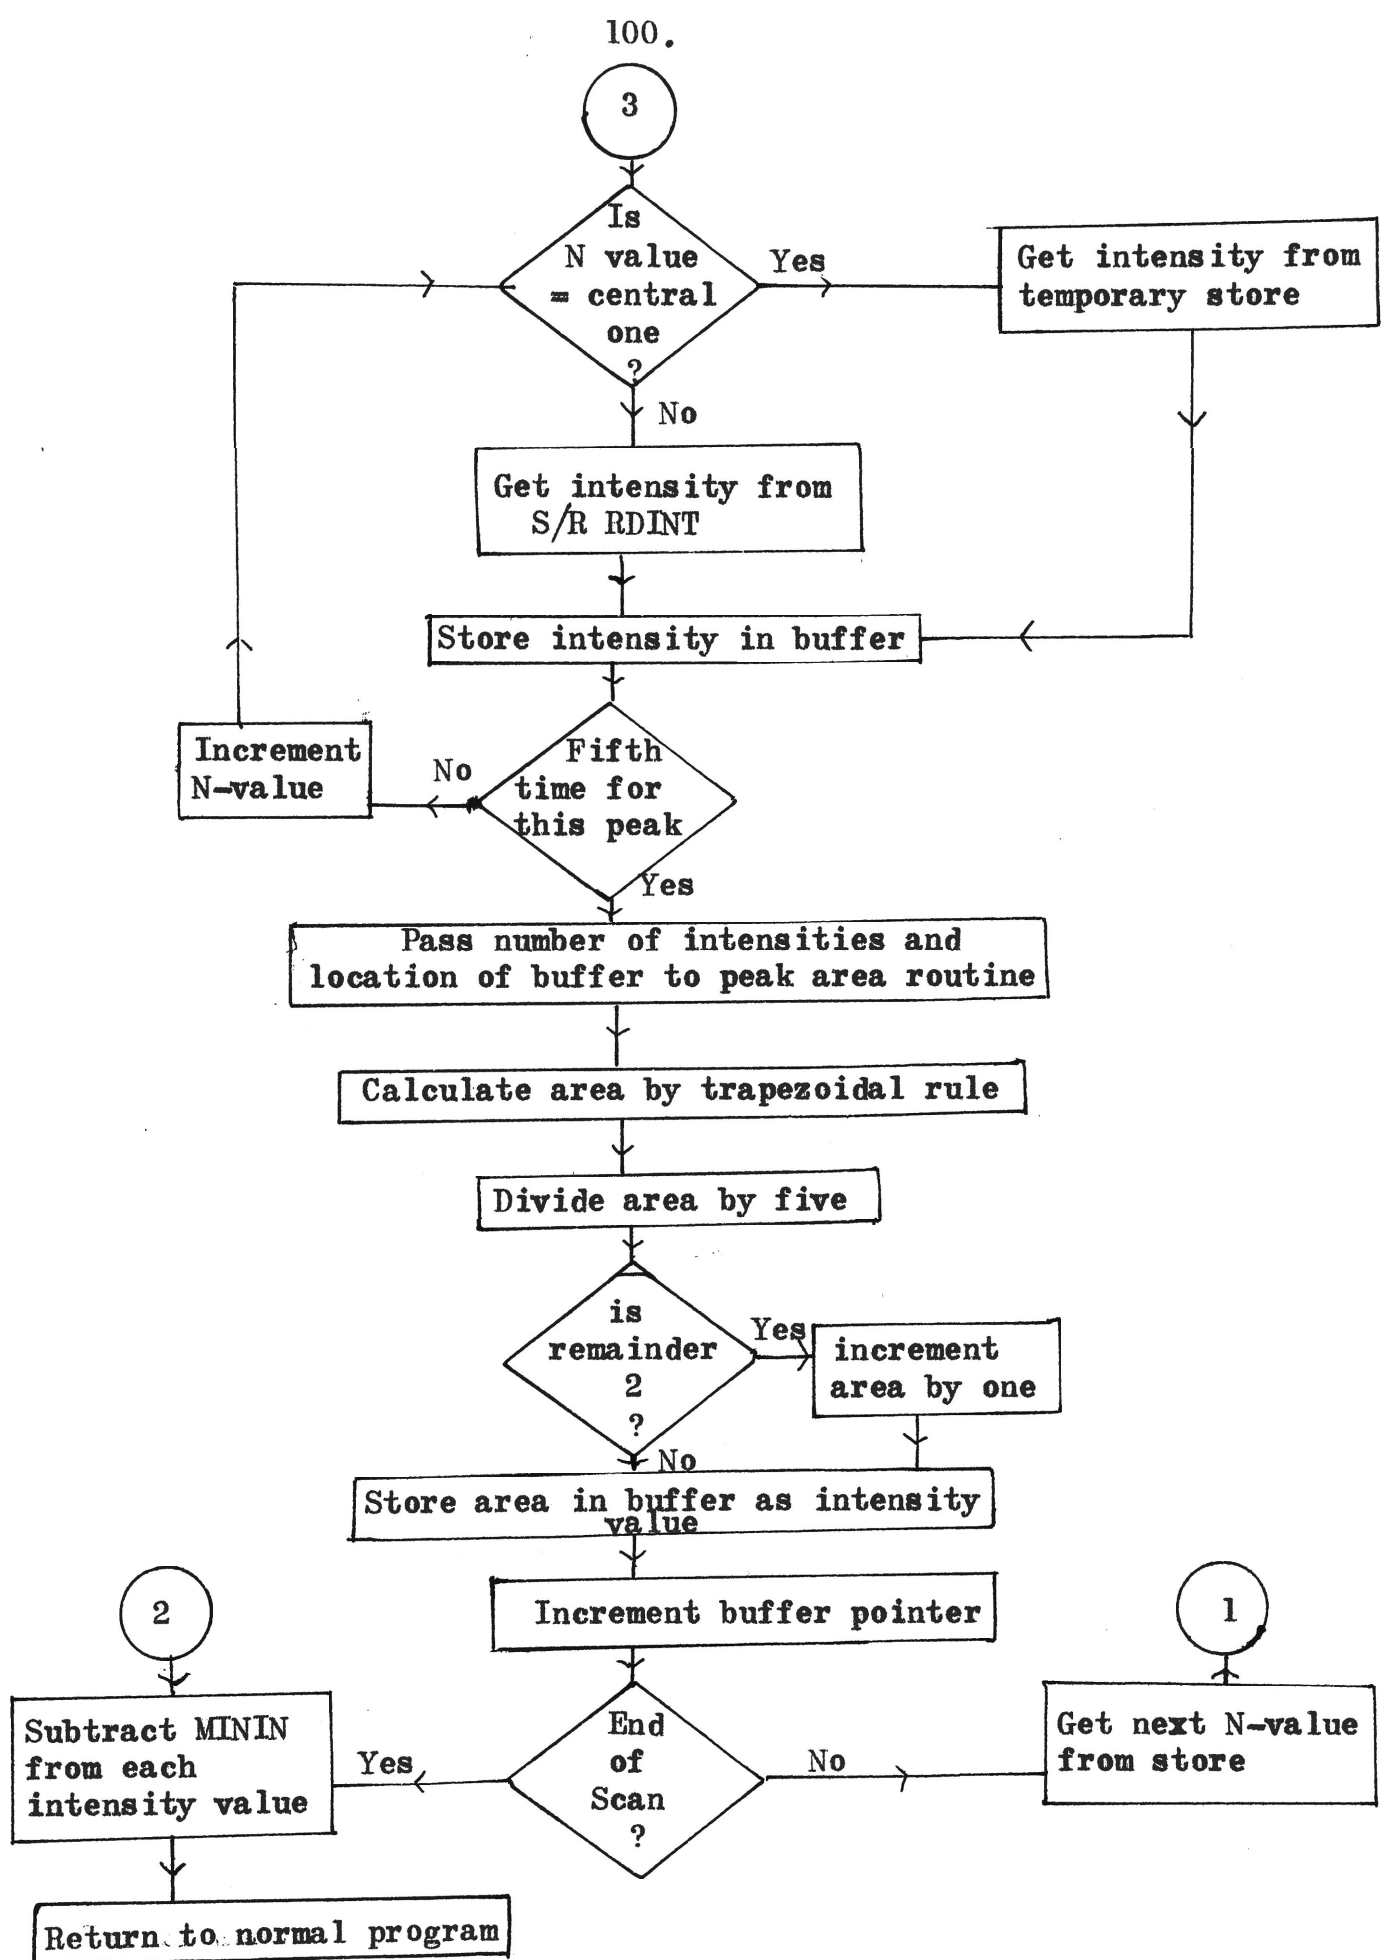 100.
3
Is
N value
= central
one
?
Yes
Get intensity from
temporary store
No
Get intensity from
S/R RDINT
Store intensity in buffer
Increment
N-value
No
Fifth
time for
this peak
Yes
Pass number of intensities and
location of buffer to peak area routine
Calculate area by trapezoidal rule
Divide area by five
is
remainder
2
?
Yes
increment
area by one
No
Store area in buffer as intensity
value
Increment buffer pointer
2
1
Subtract MININ
from each
intensity value
Yes
End
of
Scan
?
No
Get next N-value
from store
Return to normal program